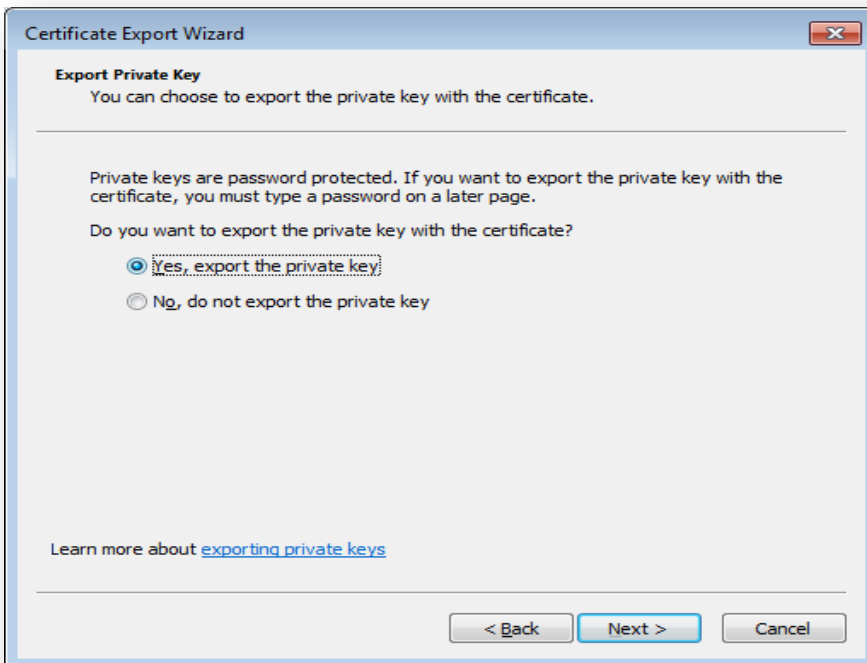 Certificate Export Wizard
Export Private Key
You can choose to export the private key with the certificate.
Private keys are password protected. If you want to export the private key with the
certificate, you must type a password on a later page.
Do you want to export the private key with the certificate?
Yes, export the private key
No, do not export the private key
Learn more about exporting private keys
< Back Next > Cancel